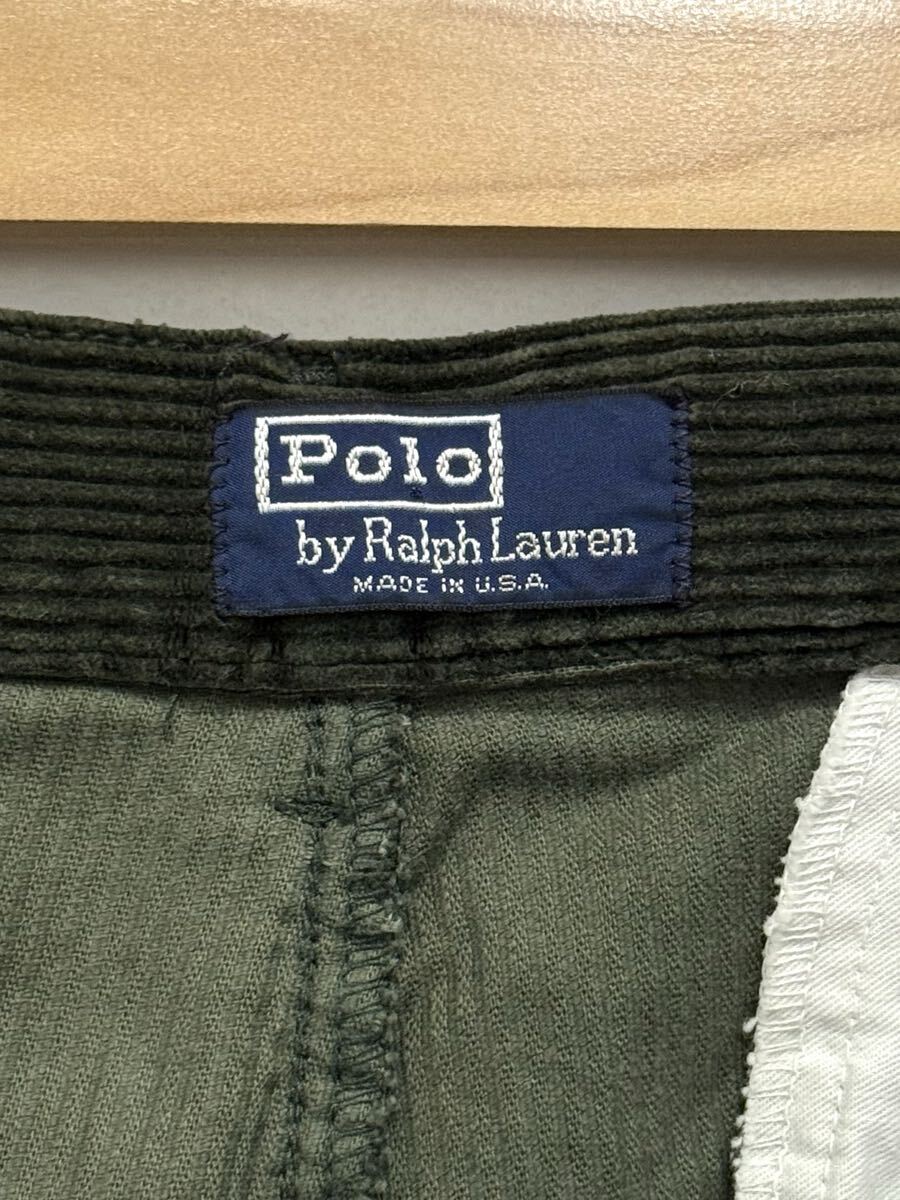 Polo
by Ralph Lauren
MADE IN U.S.A.